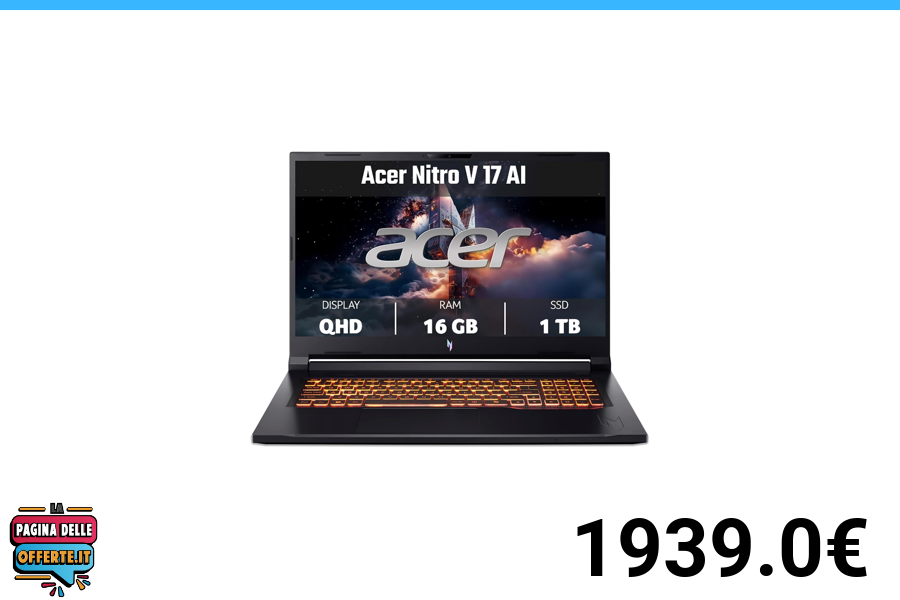 Acer Nitro V 17 AI
acer
DISPLAY
QHD
RAM
16 GB
SSD
1 TB
LA
PAGINA DELLE
OFFERTE.IT
1939.0€